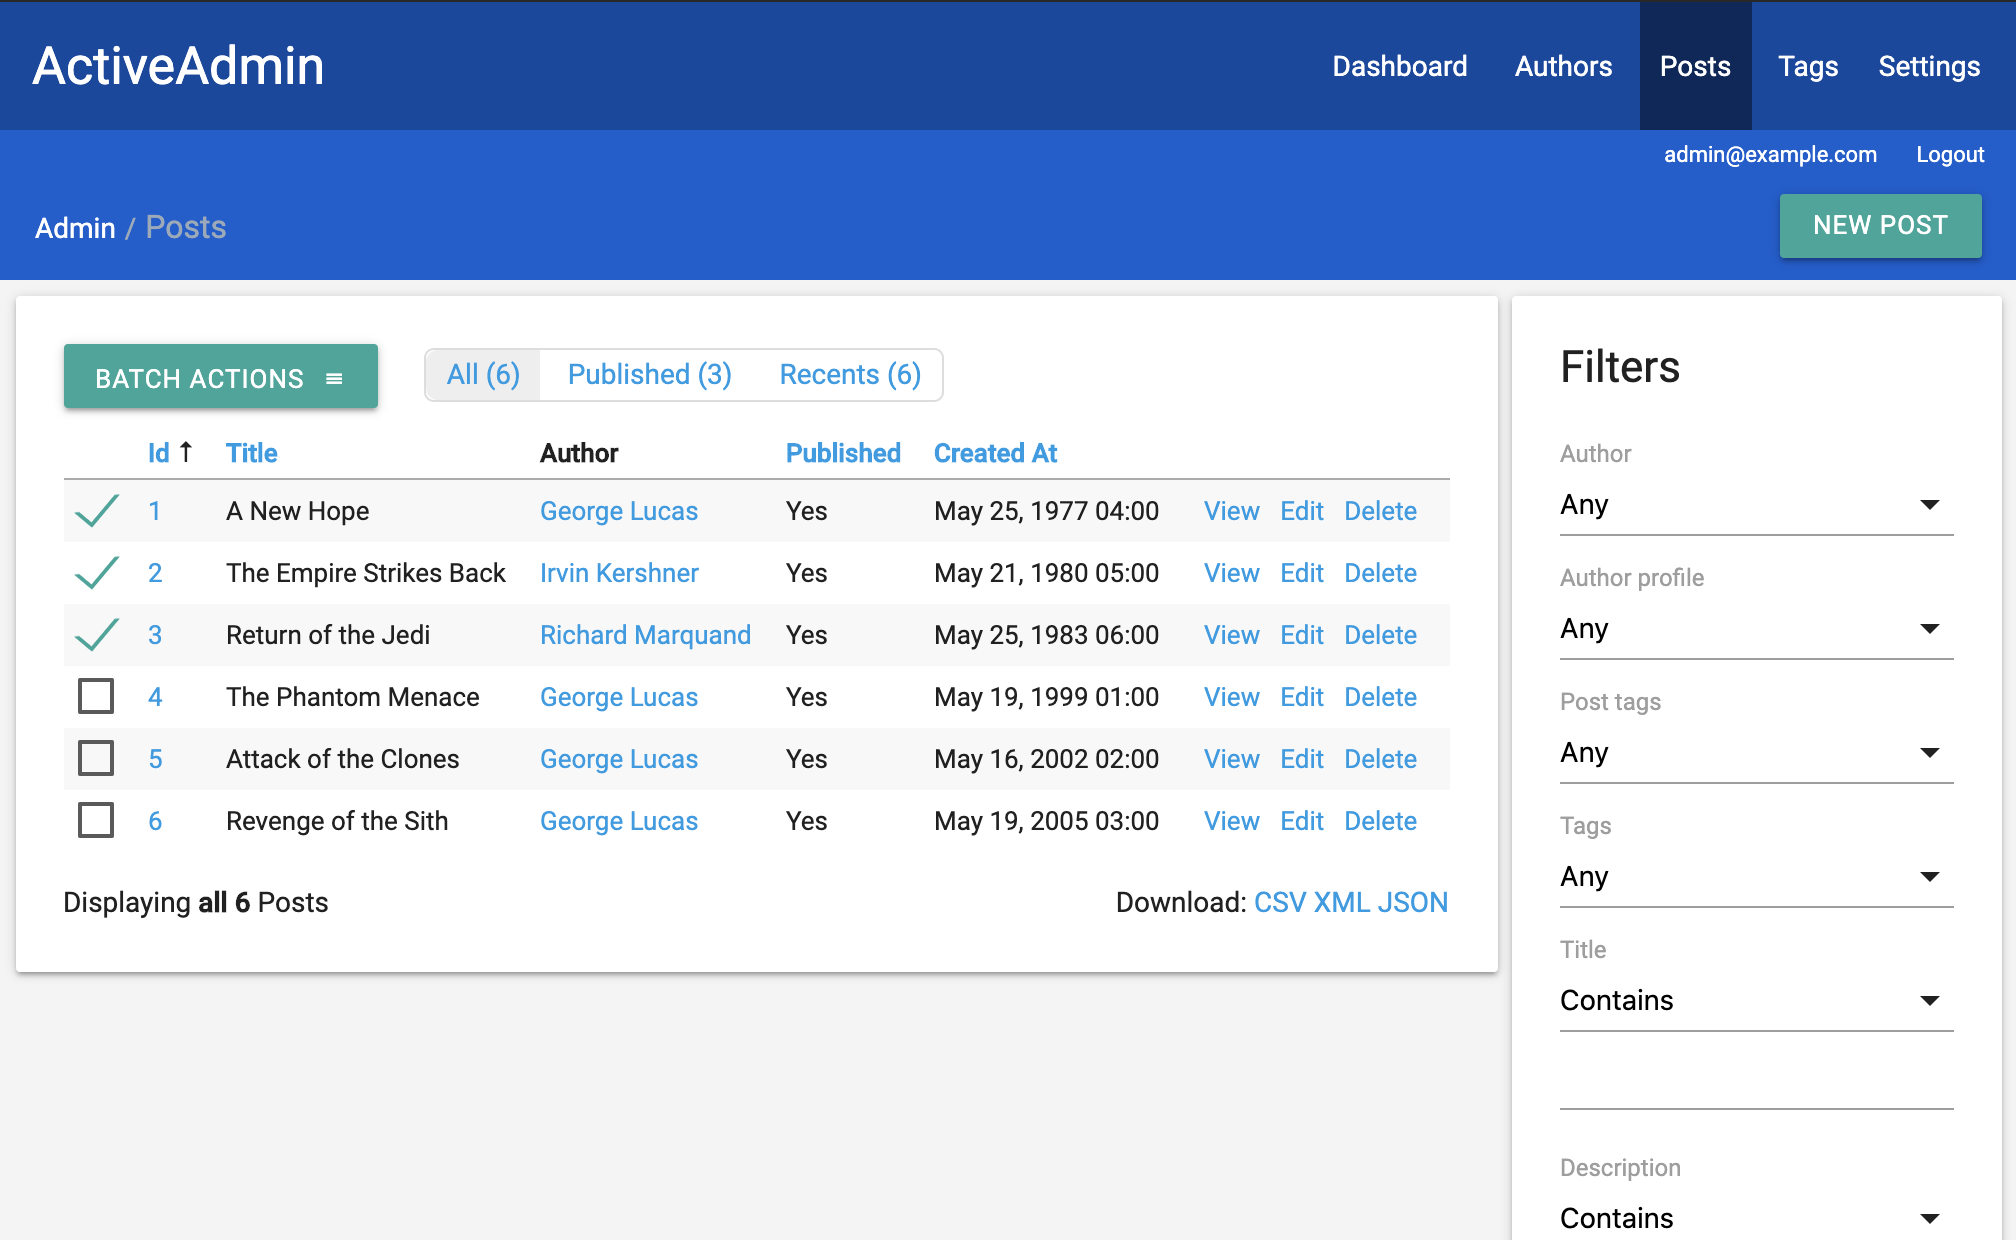 ActiveAdmin
Dashboard Authors Posts Tags Settings
admin@example.com Logout
Admin / Posts
NEW POST
BATCH ACTIONS
All (6) Published (3) Recents (6)
Id ↑ Title Author Published Created At
1 A New Hope George Lucas Yes May 25, 1977 04:00 View Edit Delete
2 The Empire Strikes Back Irvin Kershner Yes May 21, 1980 05:00 View Edit Delete
3 Return of the Jedi Richard Marquand Yes May 25, 1983 06:00 View Edit Delete
4 The Phantom Menace George Lucas Yes May 19, 1999 01:00 View Edit Delete
5 Attack of the Clones George Lucas Yes May 16, 2002 02:00 View Edit Delete
6 Revenge of the Sith George Lucas Yes May 19, 2005 03:00 View Edit Delete
Displaying all 6 Posts
Download: CSV XML JSON
Filters
Author
Any
Author profile
Any
Post tags
Any
Tags
Any
Title
Contains
Description
Contains